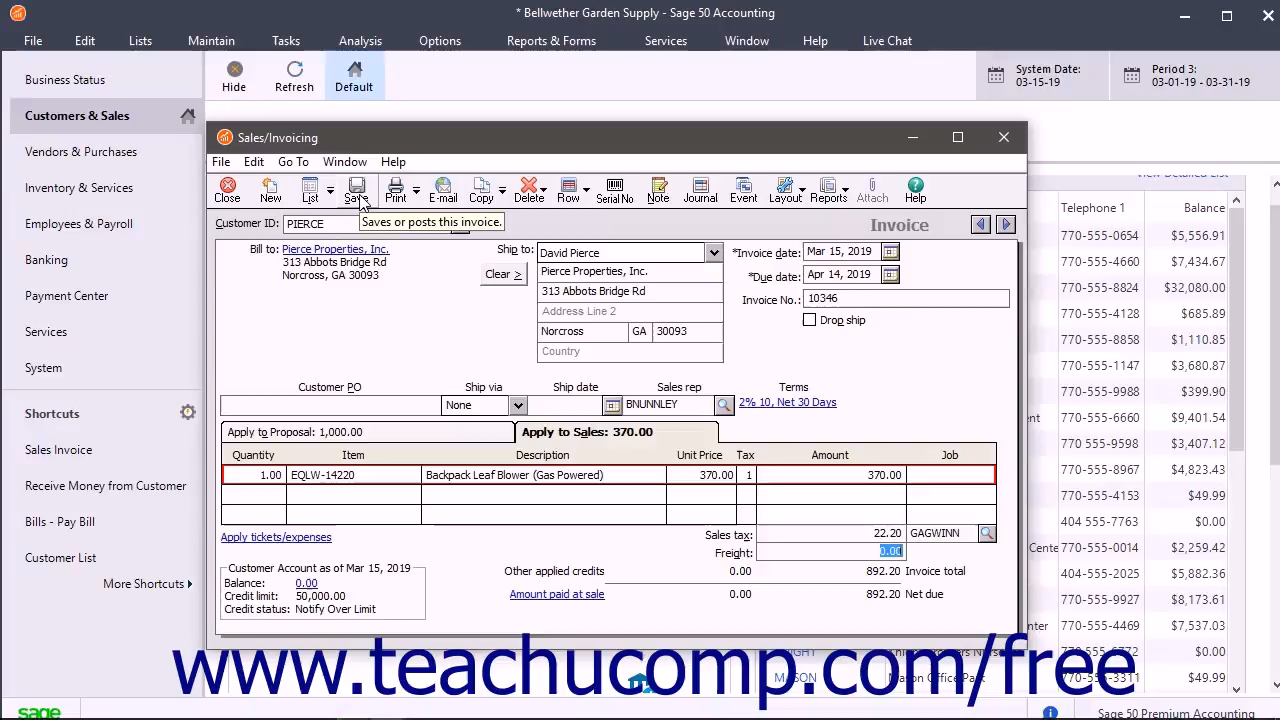 * Bellwether Garden Supply - Sage 50 Accounting
File Edit Lists Maintain Tasks Analysis Options Reports & Forms Services Window Help Live Chat
Business Status
Customers & Sales
Vendors & Purchases
Inventory & Services
Employees & Payroll
Banking
Payment Center
Services
System
Shortcuts
Sales Invoice
Receive Money from Customer
Bills - Pay Bill
Customer List
More Shortcuts
sage
Hide Refresh Default
System Date:
03-15-19
Period 3:
03-01-19 - 03-31-19
Sales/Invoicing
File Edit Go To Window Help
Close New List Save Print E-mail Copy Delete Row Serial No Note Journal Event Layout Reports Attach Help
Saves or posts this invoice.
Customer ID: PIERCE
Invoice
Bill to: Pierce Properties, Inc.
313 Abbots Bridge Rd
Norcross, GA 30093
Ship to: David Pierce
Clear >
Pierce Properties, Inc.
313 Abbots Bridge Rd
Address Line 2
Norcross GA 30093
Country
*Invoice date: Mar 15, 2019
*Due date: Apr 14, 2019
Invoice No.: 10346
Drop ship
Customer PO Ship via Ship date Sales rep Terms
None BNUNNLEY 2% 10, Net 30 Days
Apply to Proposal: 1,000.00 Apply to Sales: 370.00
Quantity Item Description Unit Price Tax Amount Job
1.00 EQLW-14220 Backpack Leaf Blower (Gas Powered) 370.00 1 370.00
Apply tickets/expenses
Sales tax: 22.20 GAGWINN
Freight: 0.00
Other applied credits 0.00 892.20 Invoice total
Amount paid at sale 0.00 892.20 Net due
Customer Account as of Mar 15, 2019
Balance: 0.00
Credit limit: 50,000.00
Credit status: Notify Over Limit
View Detailed List
Telephone 1 Balance
770-555-0654 $5,556.91
770-555-4660 $7,434.67
770-555-8824 $32,080.00
770-555-4128 $685.89
770-555-8858 $1,110.85
770-555-1147 $3,680.87
770-555-9988 $399.90
770-555-6660 $9,401.54
770 555-9598 $3,407.12
770-555-8967 $4,823.43
770-555-4153 $49.99
404 555-7763 $0.00
770-555-0014 $2,259.42
404-555-2025 $5,882.36
770-555-9927 $8,173.61
770-555-4469 $7,537.03
$0.00
MASON Mason Office Park 770-555-3311 $49.99
www.teachucomp.com/free
Sage 50 Premium Accounting